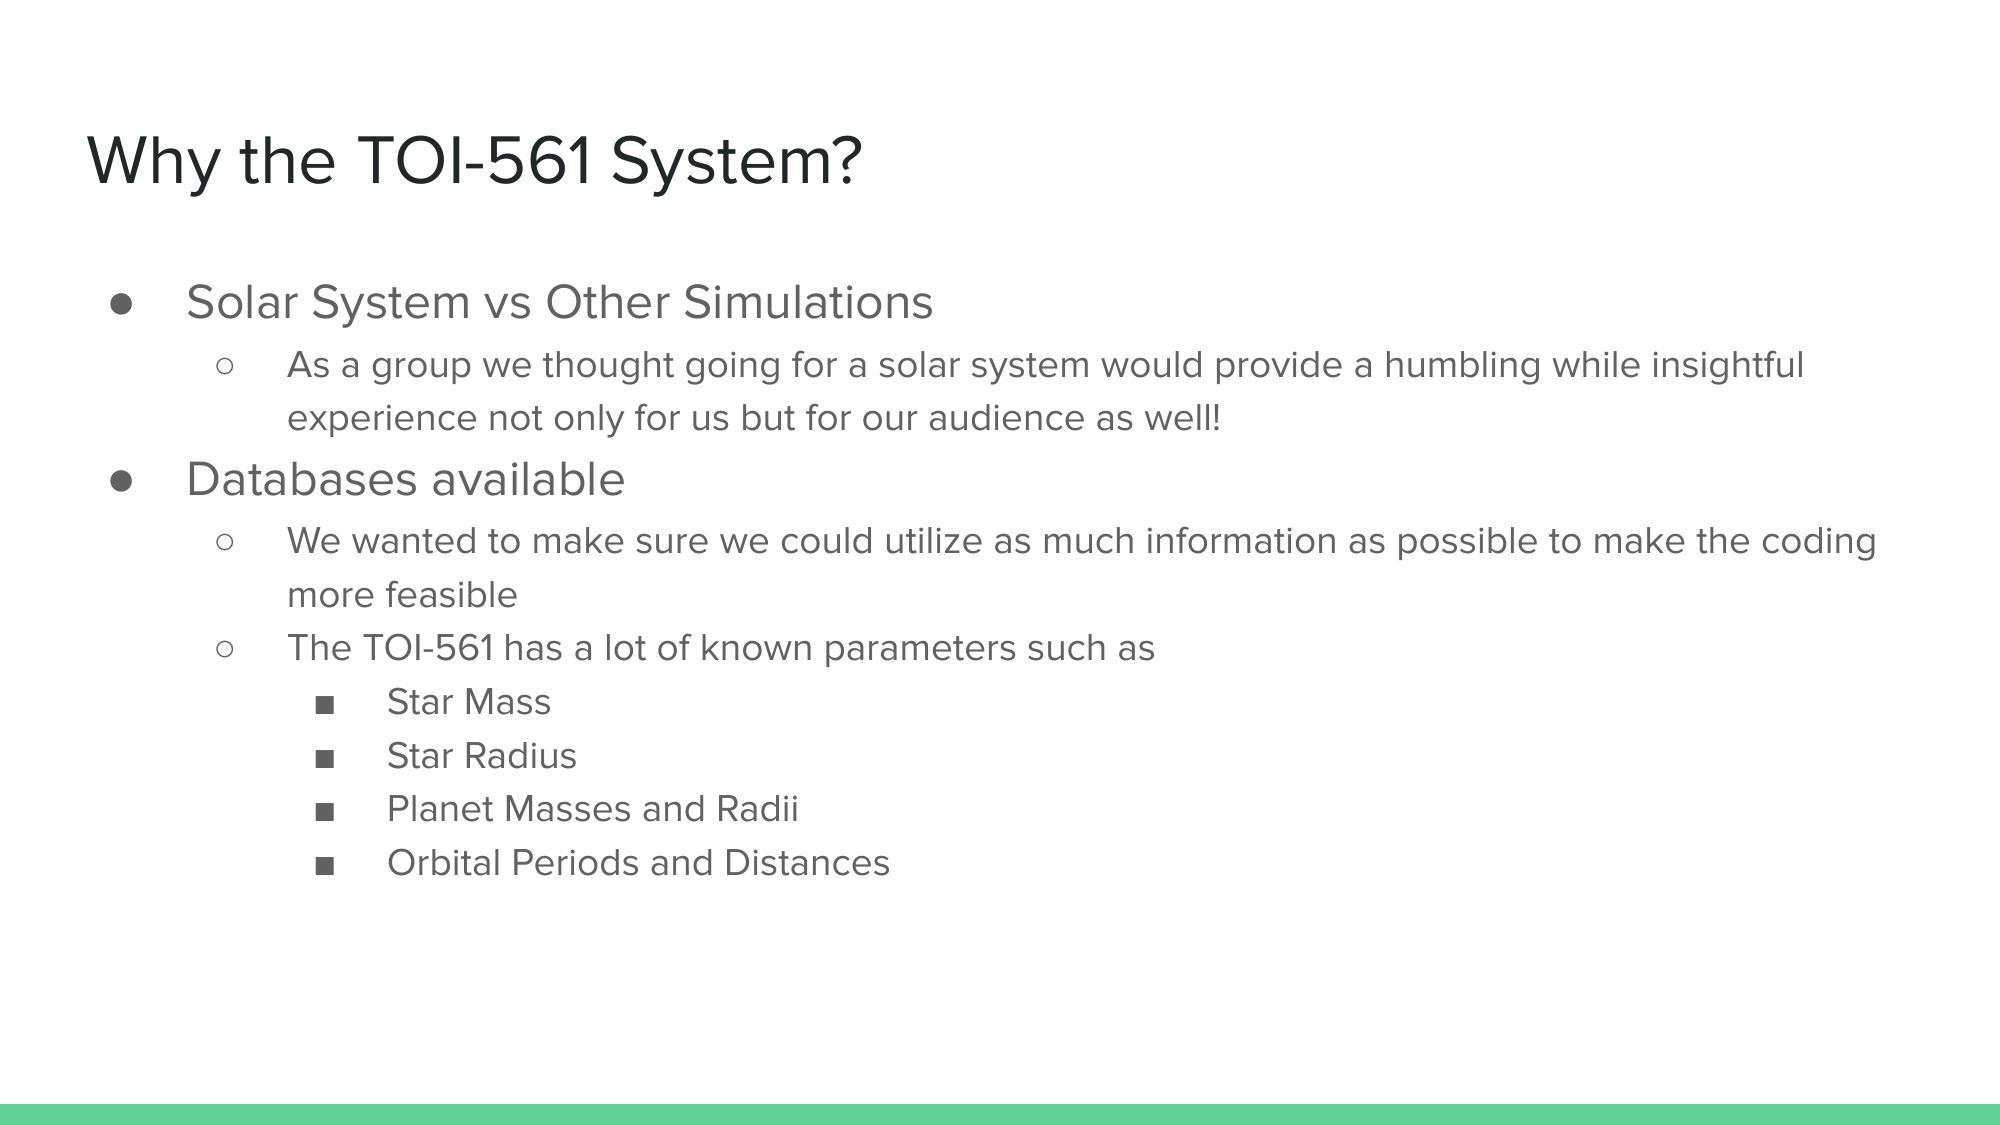 Why the TOI-561 System?
● Solar System vs Other Simulations
○ As a group we thought going for a solar system would provide a humbling while insightful
experience not only for us but for our audience as well!
● Databases available
○ We wanted to make sure we could utilize as much information as possible to make the coding
more feasible
○ The TOI-561 has a lot of known parameters such as
■ Star Mass
■ Star Radius
■ Planet Masses and Radii
■ Orbital Periods and Distances